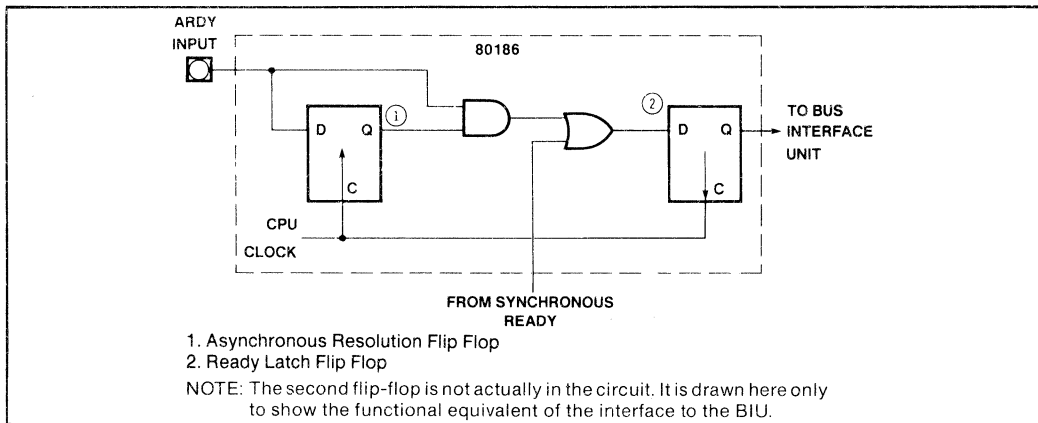 ARDY
INPUT
80186
D Q 1
C
2
D Q
C
TO BUS
INTERFACE
UNIT
CPU
CLOCK
FROM SYNCHRONOUS
READY
1. Asynchronous Resolution Flip Flop
2. Ready Latch Flip Flop
NOTE: The second flip-flop is not actually in the circuit. It is drawn here only
to show the functional equivalent of the interface to the BIU.